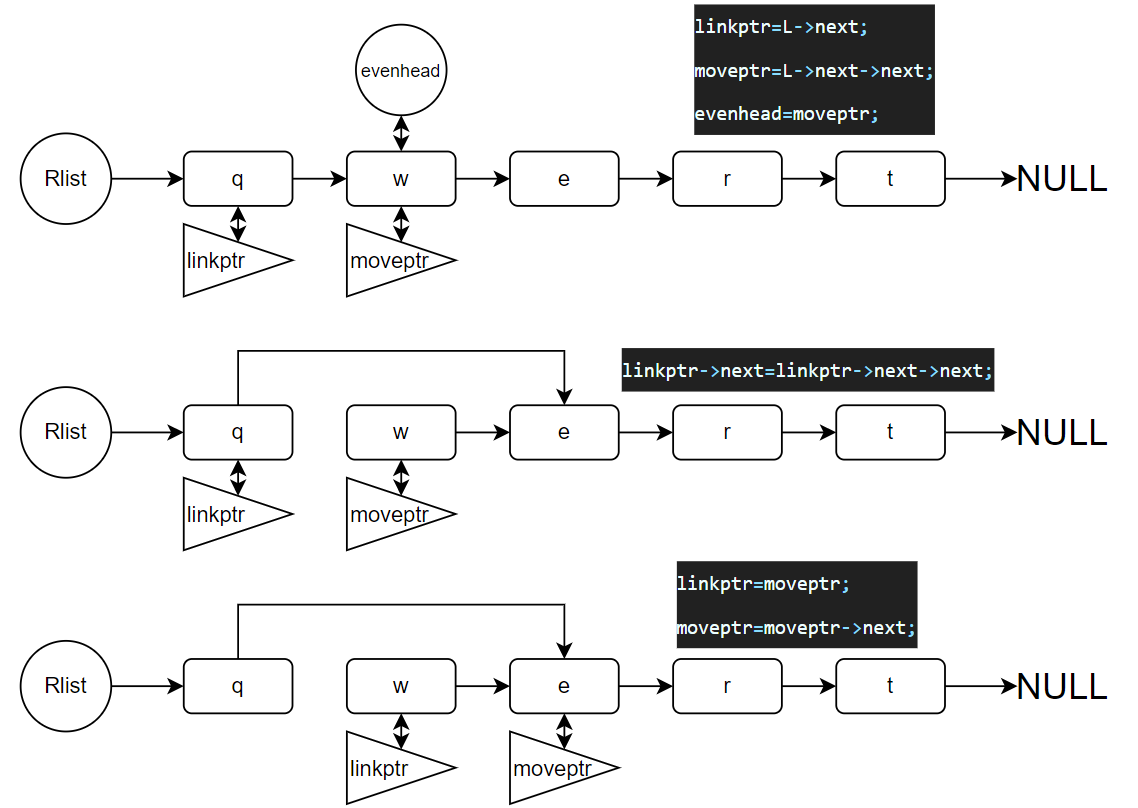 linkptr=L->next;
moveptr=L->next->next;
evenhead=moveptr;
evenhead
Rlist
q
w
e
r
t
NULL
linkptr
moveptr
linkptr->next=linkptr->next->next;
Rlist
q
w
e
r
t
NULL
linkptr
moveptr
linkptr=moveptr;
moveptr=moveptr->next;
Rlist
q
w
e
r
t
NULL
linkptr
moveptr